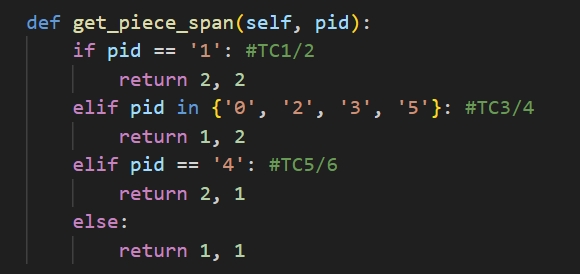 def get_piece_span(self, pid):
    if pid == '1': #TC1/2
        return 2, 2
    elif pid in {'0', '2', '3', '5'}: #TC3/4
        return 1, 2
    elif pid == '4': #TC5/6
        return 2, 1
    else:
        return 1, 1